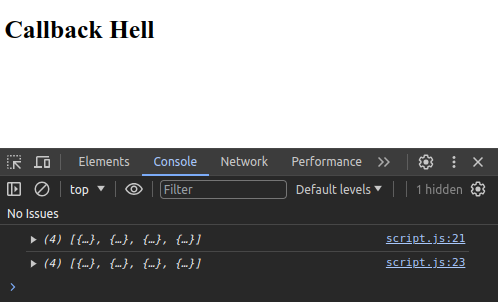 Callback Hell
Elements Console Network Performance
top Filter Default levels 1 hidden
No Issues
(4) [{…}, {…}, {…}, {…}] script.js:21
(4) [{…}, {…}, {…}, {…}] script.js:23